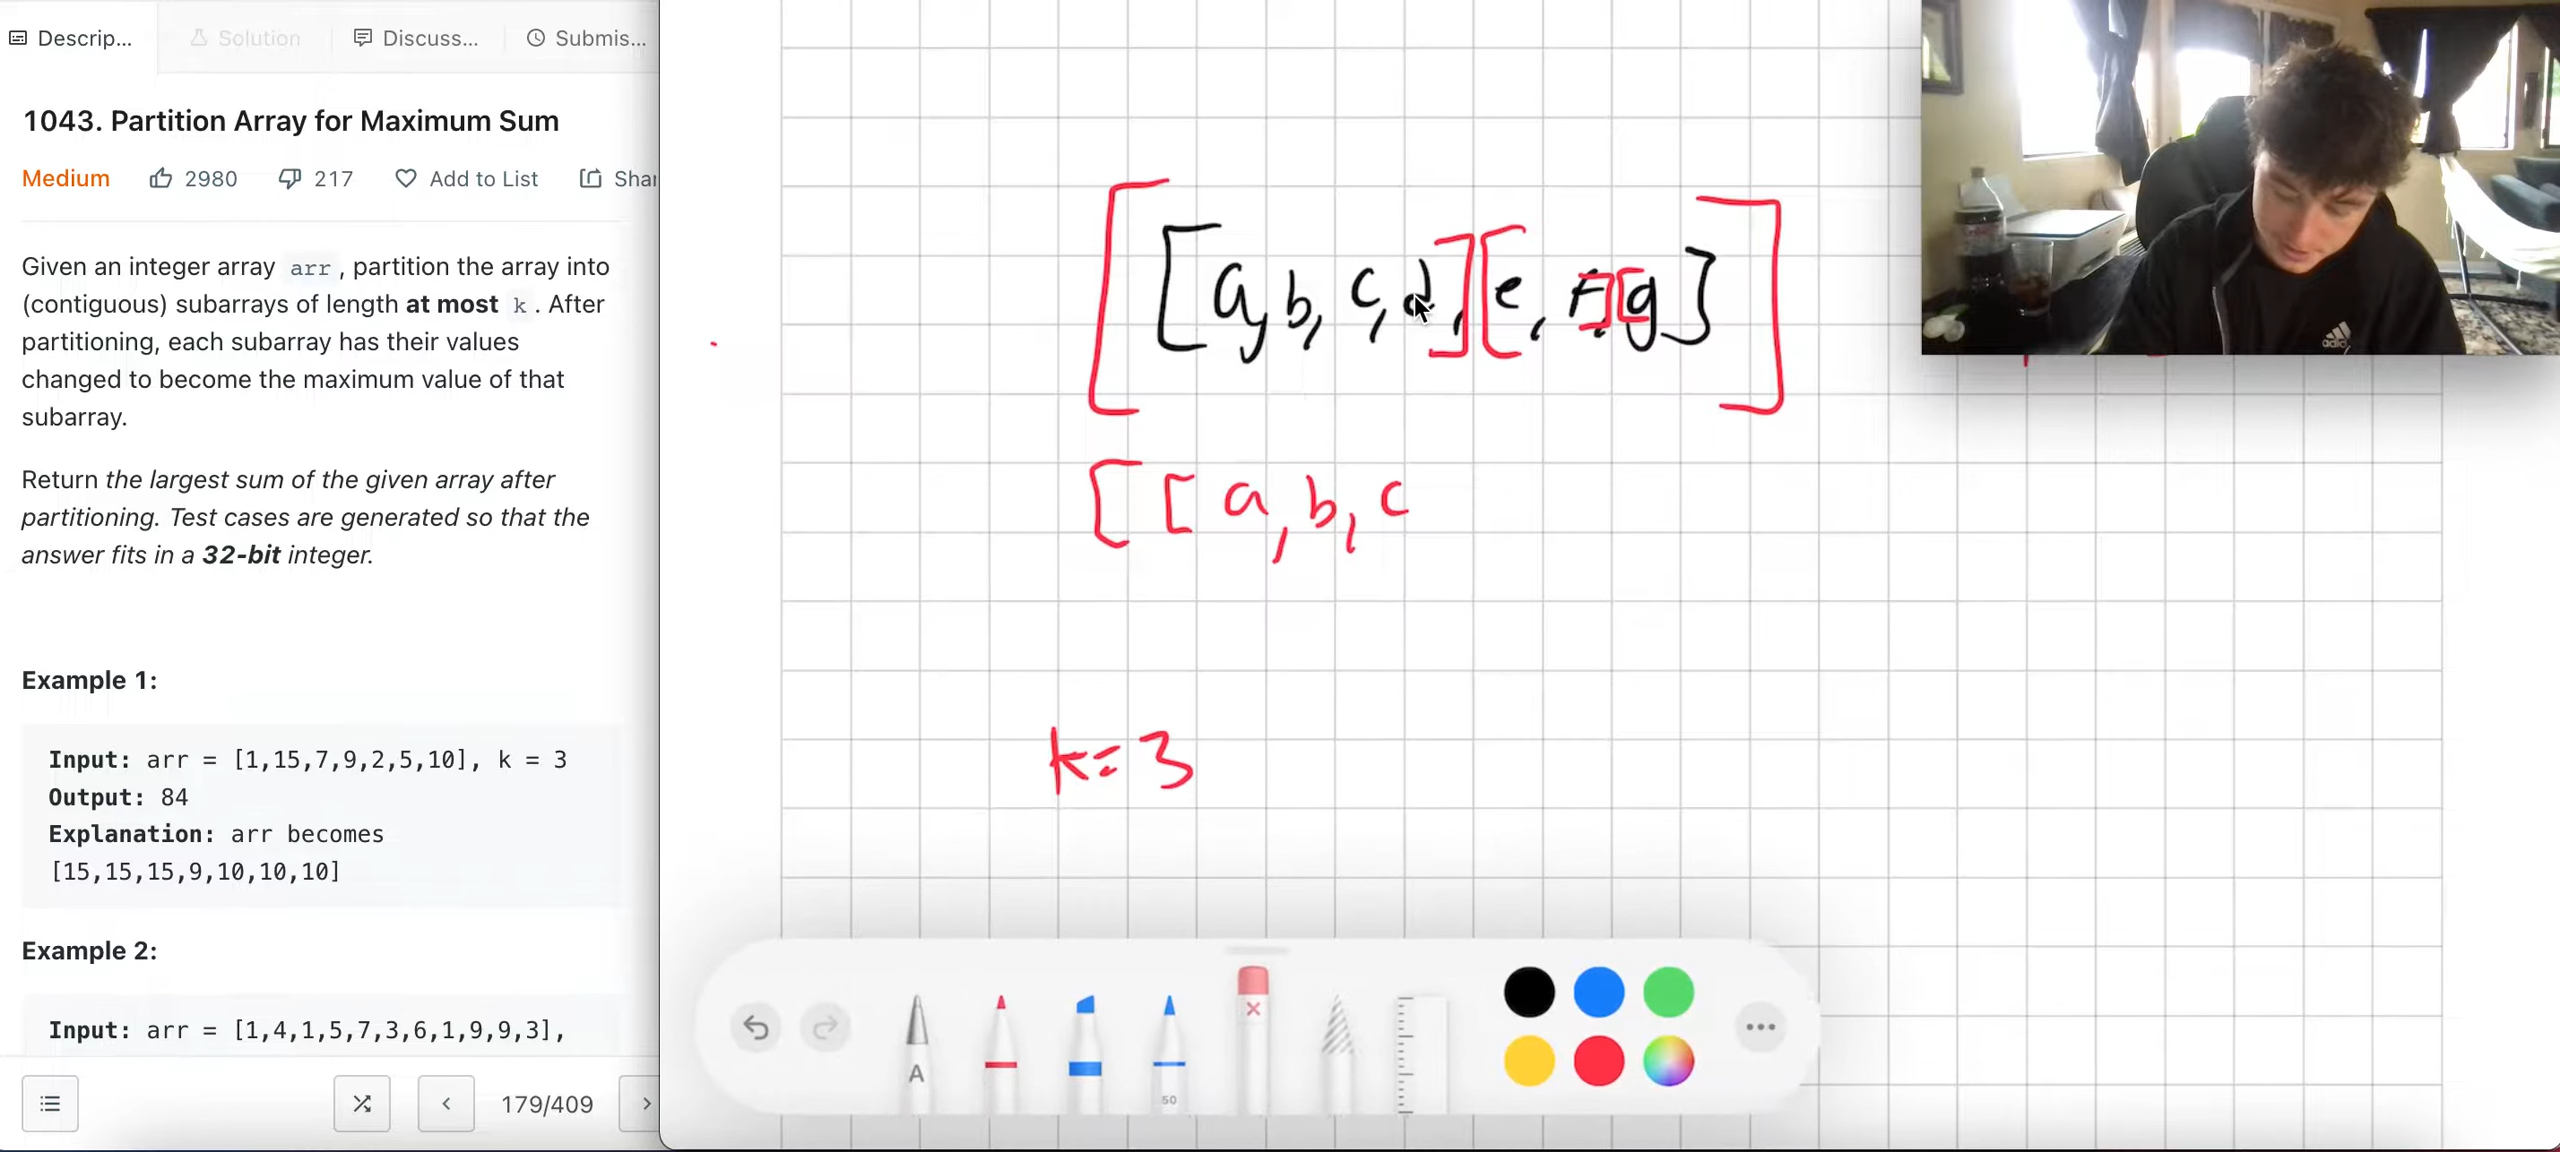 Descrip...
Solution
Discuss...
Submis...
1043. Partition Array for Maximum Sum
Medium 2980 217 Add to List Shar
Given an integer array arr , partition the array into
(contiguous) subarrays of length at most k . After
partitioning, each subarray has their values
changed to become the maximum value of that
subarray.
Return the largest sum of the given array after
partitioning. Test cases are generated so that the
answer fits in a 32-bit integer.
Example 1:
Input: arr = [1,15,7,9,2,5,10], k = 3
Output: 84
Explanation: arr becomes
[15,15,15,9,10,10,10]
Example 2:
Input: arr = [1,4,1,5,7,3,6,1,9,9,3],
179/409
[ [ a, b, c, d, ] [ e, F, ] [ g ] ]
[ [ a, b, c
k = 3
A
50
adidas